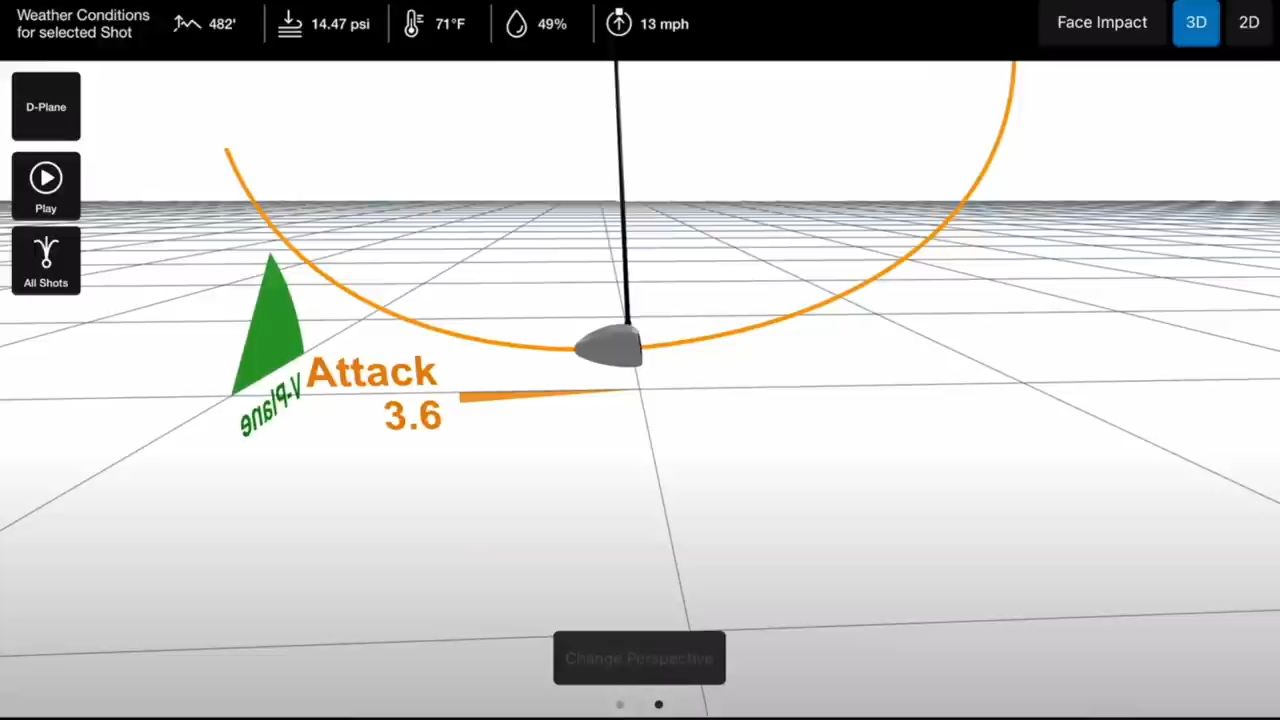 Weather Conditions
for selected Shot
482'
14.47 psi
71°F
49%
13 mph
Face Impact
3D
2D
D-Plane
Play
All Shots
Attack
3.6
V-Plane
Change Perspective